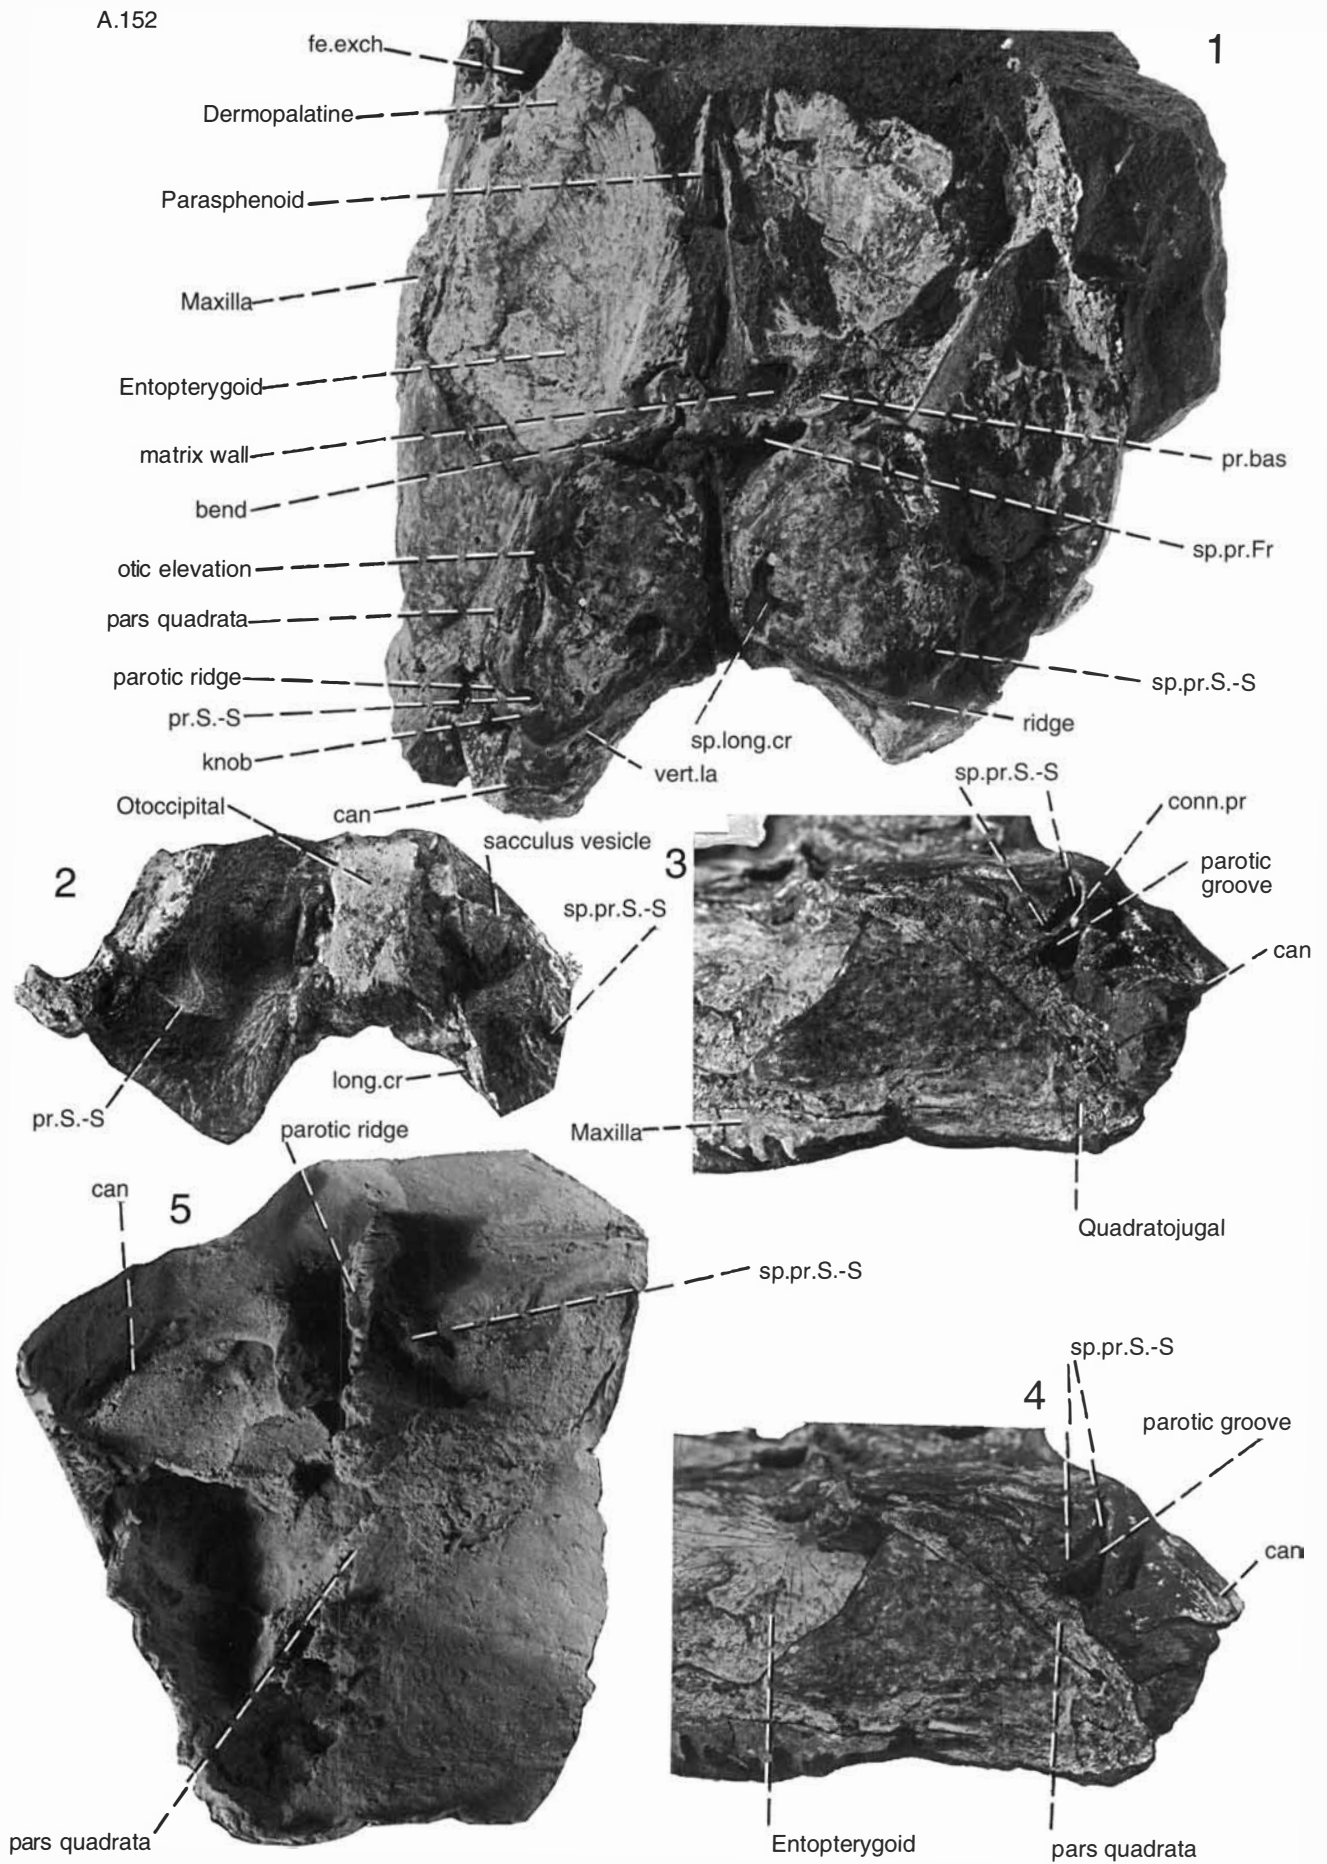 A.152
1
fe.exch
Dermopalatine
Parasphenoid
Maxilla
Entopterygoid
matrix wall
bend
otic elevation
pars quadrata
parotic ridge
pr.S.-S
knob
can
vert.la
sp.long.cr
ridge
sp.pr.S.-S
sp.pr.Fr
pr.bas
2
Otoccipital
sacculus vesicle
sp.pr.S.-S
long.cr
pr.S.-S
3
sp.pr.S.-S
conn.pr
parotic
groove
can
Maxilla
Quadratojugal
5
can
parotic ridge
sp.pr.S.-S
pars quadrata
4
sp.pr.S.-S
parotic groove
can
Entopterygoid
pars quadrata